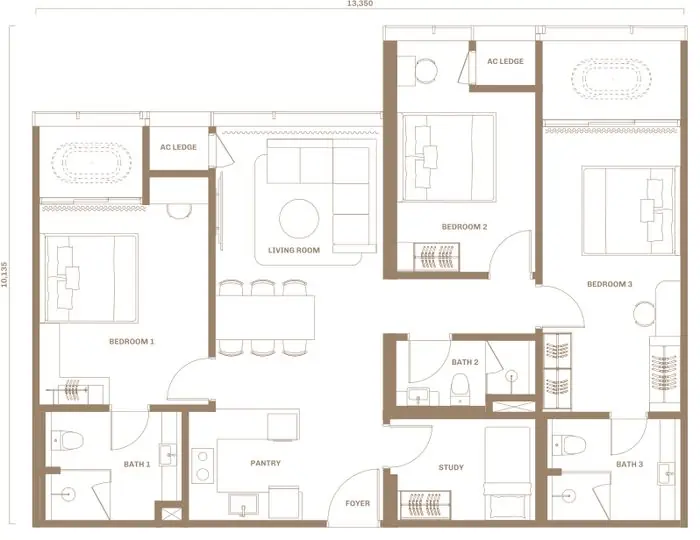 13,350
AC LEDGE
AC LEDGE
BEDROOM 2
LIVING ROOM
10,135
BEDROOM 3
BEDROOM 1
BATH 2
BATH 1
PANTRY
STUDY
BATH 3
FOYER